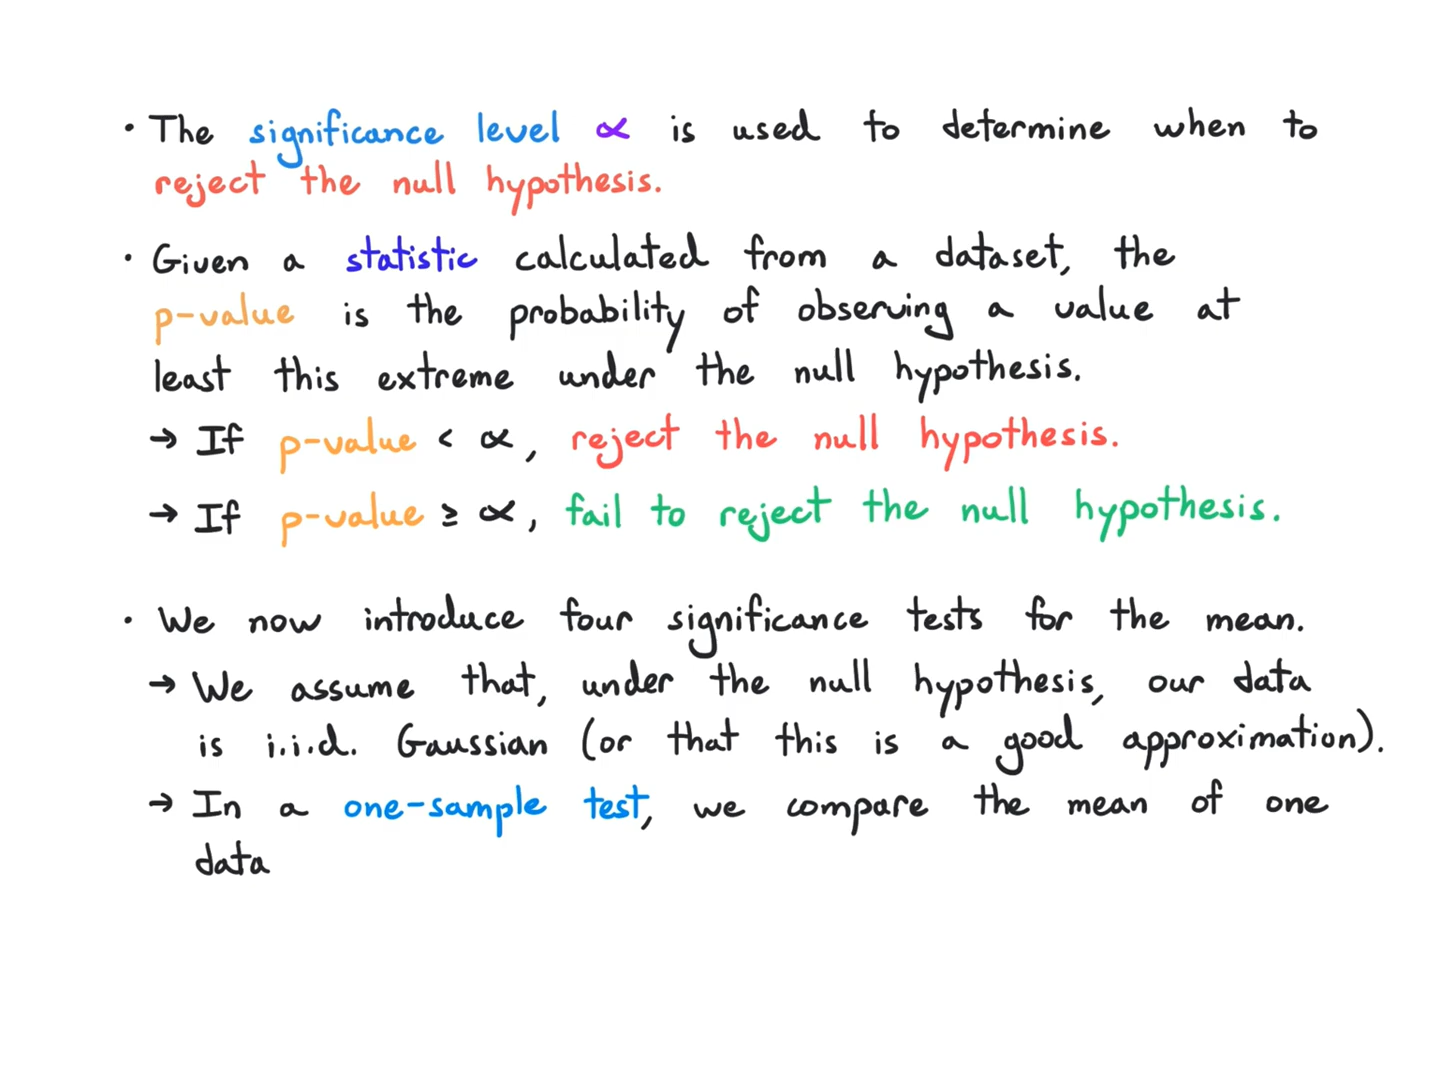 • The significance level α is used to determine when to
reject the null hypothesis.
• Given a statistic calculated from a dataset, the
p-value is the probability of observing a value at
least this extreme under the null hypothesis.
→ If p-value < α, reject the null hypothesis.
→ If p-value ≥ α, fail to reject the null hypothesis.
• We now introduce four significance tests for the mean.
→ We assume that, under the null hypothesis, our data
is i.i.d. Gaussian (or that this is a good approximation).
→ In a one-sample test, we compare the mean of one
data